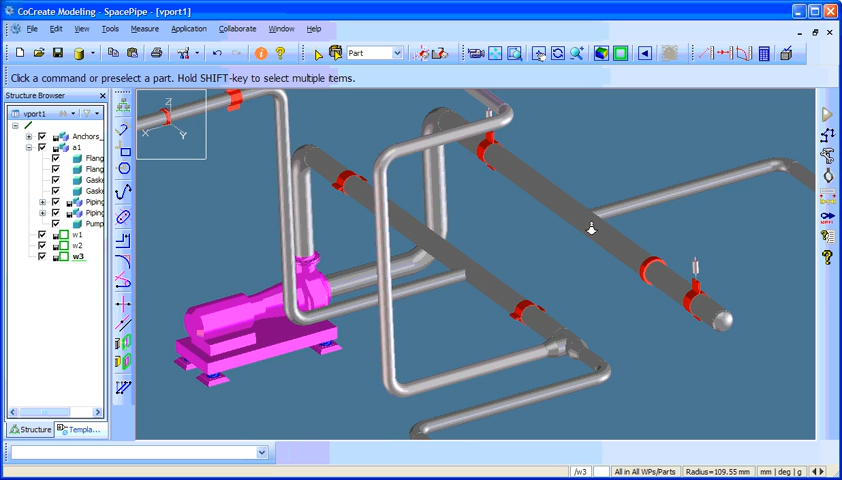 CoCreate Modeling - SpacePipe - [vport1]
File Edit View Tools Measure Application Collaborate Window Help
Part
Click a command or preselect a part. Hold SHIFT-key to select multiple items.
Structure Browser
vport1
Anchors_
a1
Flang
Flang
Gaske
Gaske
Piping
Piping
Pump
w1
w2
w3
Z
X Y
Structure Templa...
/w3 All in All WPs/Parts Radius=109.55 mm mm | deg | g